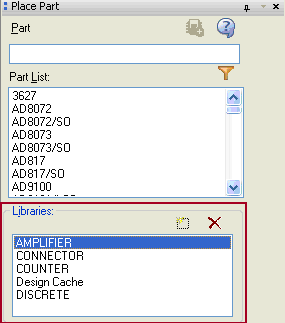 Place Part
Part
Part List:
3627
AD8072
AD8072/SO
AD8073
AD8073/SO
AD817
AD817/SO
AD9100
Libraries:
AMPLIFIER
CONNECTOR
COUNTER
Design Cache
DISCRETE